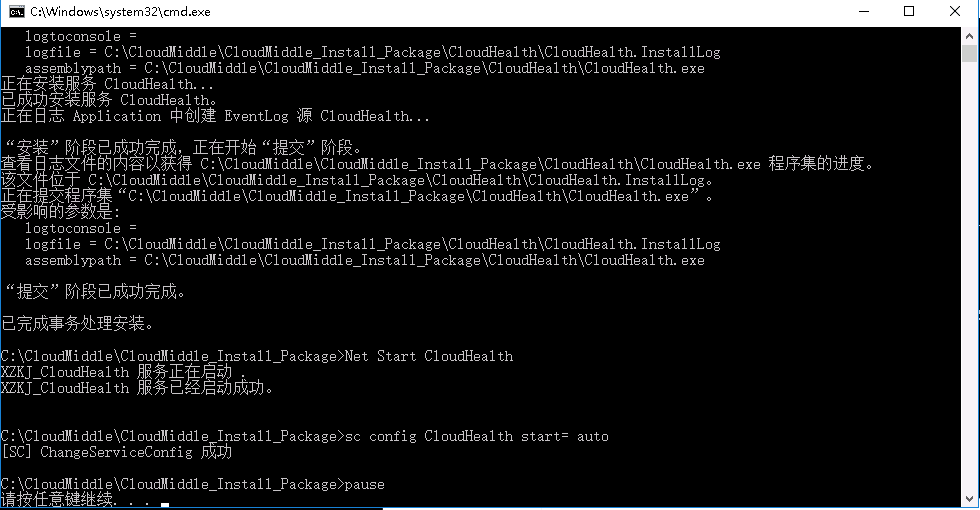 C:\Windows\system32\cmd.exe
logtoconsole =
logfile = C:\CloudMiddle\CloudMiddle_Install_Package\CloudHealth\CloudHealth.InstallLog
assemblypath = C:\CloudMiddle\CloudMiddle_Install_Package\CloudHealth\CloudHealth.exe
正在安装服务 CloudHealth...
已成功安装服务 CloudHealth。
正在日志 Application 中创建 EventLog 源 CloudHealth...
“安装”阶段已成功完成，正在开始“提交”阶段。
查看日志文件的内容以获得 C:\CloudMiddle\CloudMiddle_Install_Package\CloudHealth\CloudHealth.exe 程序集的进度。
该文件位于 C:\CloudMiddle\CloudMiddle_Install_Package\CloudHealth\CloudHealth.InstallLog。
正在提交程序集“C:\CloudMiddle\CloudMiddle_Install_Package\CloudHealth\CloudHealth.exe”。
受影响的参数是:
logtoconsole =
logfile = C:\CloudMiddle\CloudMiddle_Install_Package\CloudHealth\CloudHealth.InstallLog
assemblypath = C:\CloudMiddle\CloudMiddle_Install_Package\CloudHealth\CloudHealth.exe
“提交”阶段已成功完成。
已完成事务处理安装。
C:\CloudMiddle\CloudMiddle_Install_Package>Net Start CloudHealth
XZKJ_CloudHealth 服务正在启动 .
XZKJ_CloudHealth 服务已经启动成功。
C:\CloudMiddle\CloudMiddle_Install_Package>sc config CloudHealth start= auto
[SC] ChangeServiceConfig 成功
C:\CloudMiddle\CloudMiddle_Install_Package>pause
请按任意键继续. . .